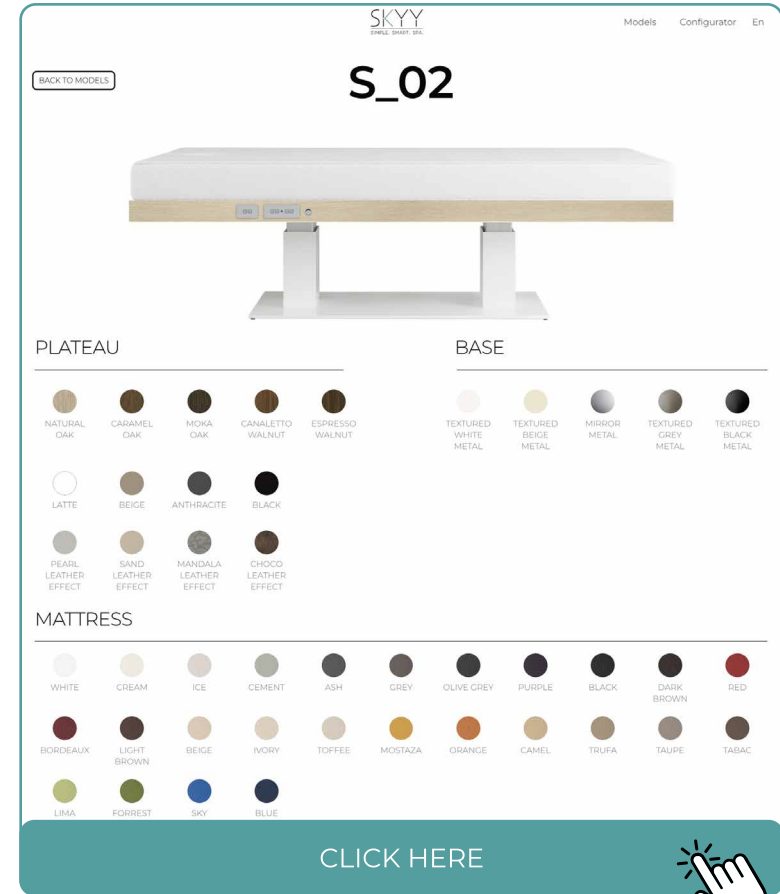 SKYY
SIMPLE. SMART. SPA.
Models Configurator En
BACK TO MODELS
S_02
PLATEAU
NATURAL OAK
CARAMEL OAK
MOKA OAK
CANALETTO WALNUT
ESPRESSO WALNUT
LATTE
BEIGE
ANTHRACITE
BLACK
PEARL LEATHER EFFECT
SAND LEATHER EFFECT
MANDALA LEATHER EFFECT
CHOCO LEATHER EFFECT
BASE
TEXTURED WHITE METAL
TEXTURED BEIGE METAL
MIRROR METAL
TEXTURED GREY METAL
TEXTURED BLACK METAL
MATTRESS
WHITE
CREAM
ICE
CEMENT
ASH
GREY
OLIVE GREY
PURPLE
BLACK
DARK BROWN
RED
BORDEAUX
LIGHT BROWN
BEIGE
IVORY
TOFFEE
MOSTAZA
ORANGE
CAMEL
TRUFA
TAUPE
TABAC
LIMA
FORREST
SKY
BLUE
CLICK HERE